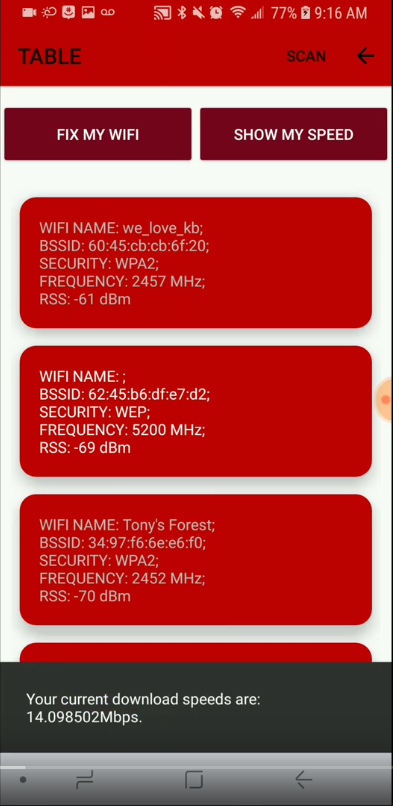 77% 9:16 AM
TABLE SCAN
FIX MY WIFI SHOW MY SPEED
WIFI NAME: we_love_kb;
BSSID: 60:45:cb:cb:6f:20;
SECURITY: WPA2;
FREQUENCY: 2457 MHz;
RSS: -61 dBm
WIFI NAME: ;
BSSID: 62:45:b6:df:e7:d2;
SECURITY: WEP;
FREQUENCY: 5200 MHz;
RSS: -69 dBm
WIFI NAME: Tony's Forest;
BSSID: 34:97:f6:6e:e6:f0;
SECURITY: WPA2;
FREQUENCY: 2452 MHz;
RSS: -70 dBm
Your current download speeds are:
14.098502Mbps.